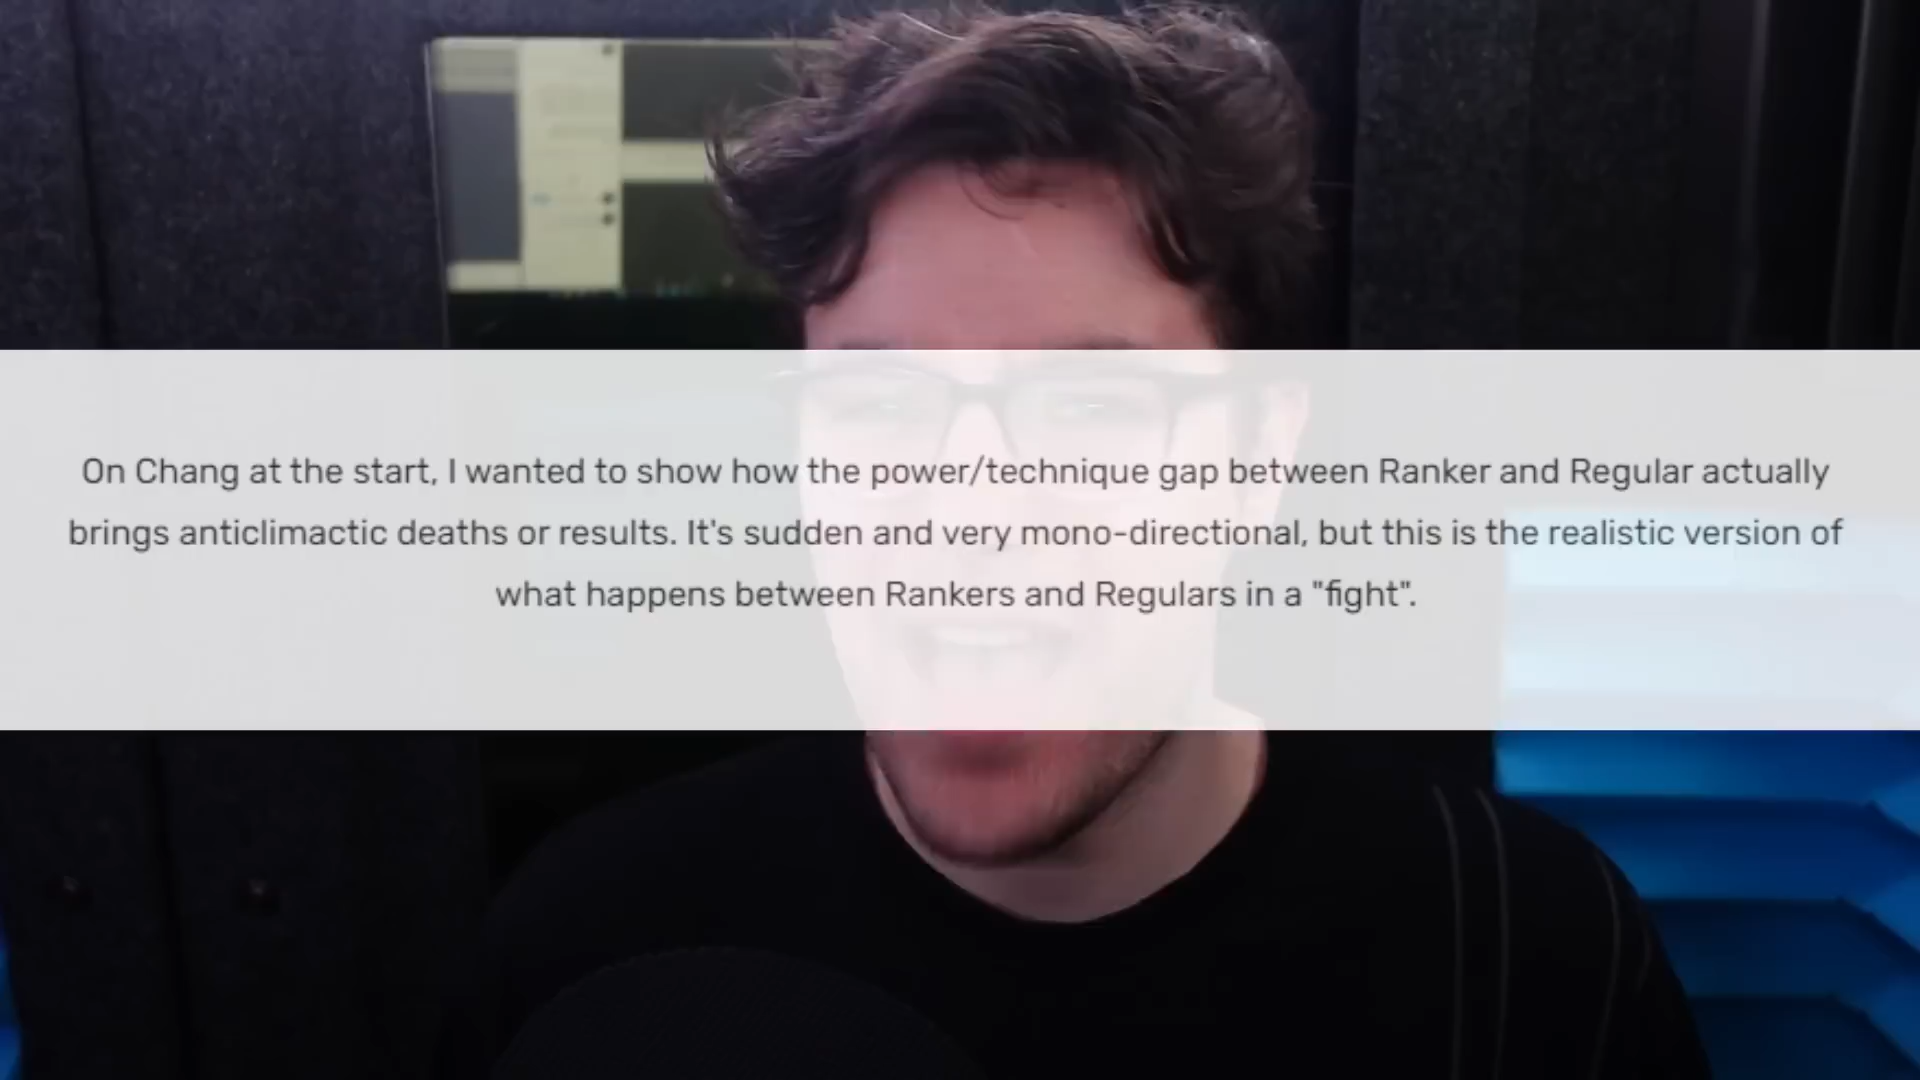 On Chang at the start, I wanted to show how the power/technique gap between Ranker and Regular actually
brings anticlimactic deaths or results. It's sudden and very mono-directional, but this is the realistic version of
what happens between Rankers and Regulars in a "fight".